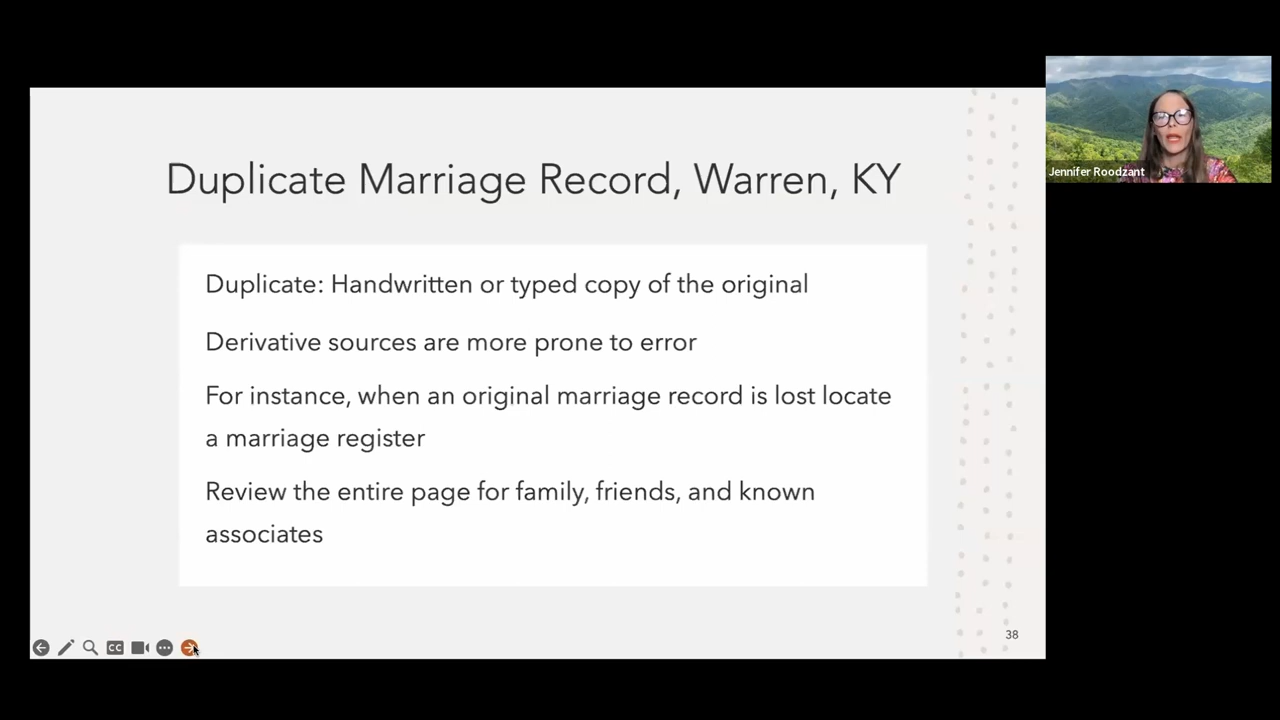 Duplicate Marriage Record, Warren, KY
Duplicate: Handwritten or typed copy of the original
Derivative sources are more prone to error
For instance, when an original marriage record is lost locate
a marriage register
Review the entire page for family, friends, and known
associates
38
CC
Jennifer Roodzant